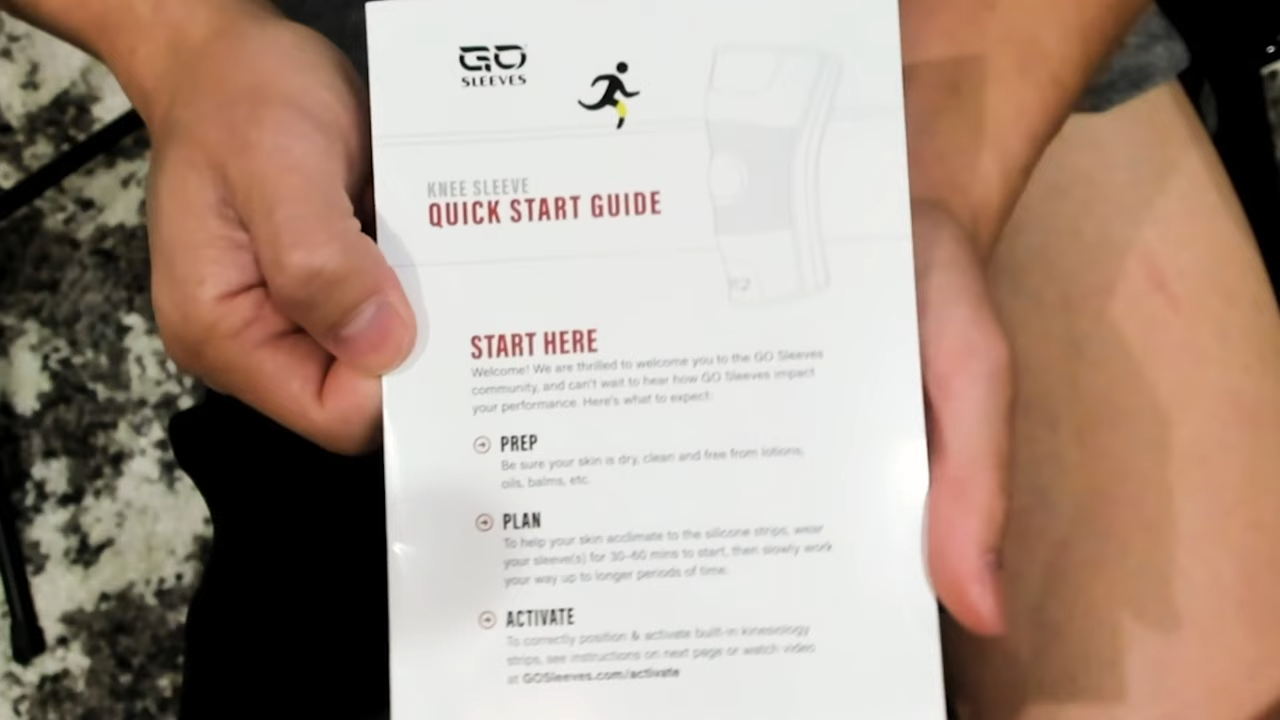 GO
SLEEVES
KNEE SLEEVE
QUICK START GUIDE
START HERE
Welcome! We are thrilled to welcome you to the GO Sleeves
community, and can't wait to hear how GO Sleeves impact
your performance. Here's what to expect:
PREP
Be sure your skin is dry, clean and free from lotions,
oils, balms, etc.
PLAN
To help your skin acclimate to the silicone strips, wear
your sleeve(s) for 30-60 mins to start, then slowly work
your way up to longer periods of time.
ACTIVATE
To correctly position & activate built-in kinesiology
strips, see instructions on next page or watch video
at GOSleeves.com/activate